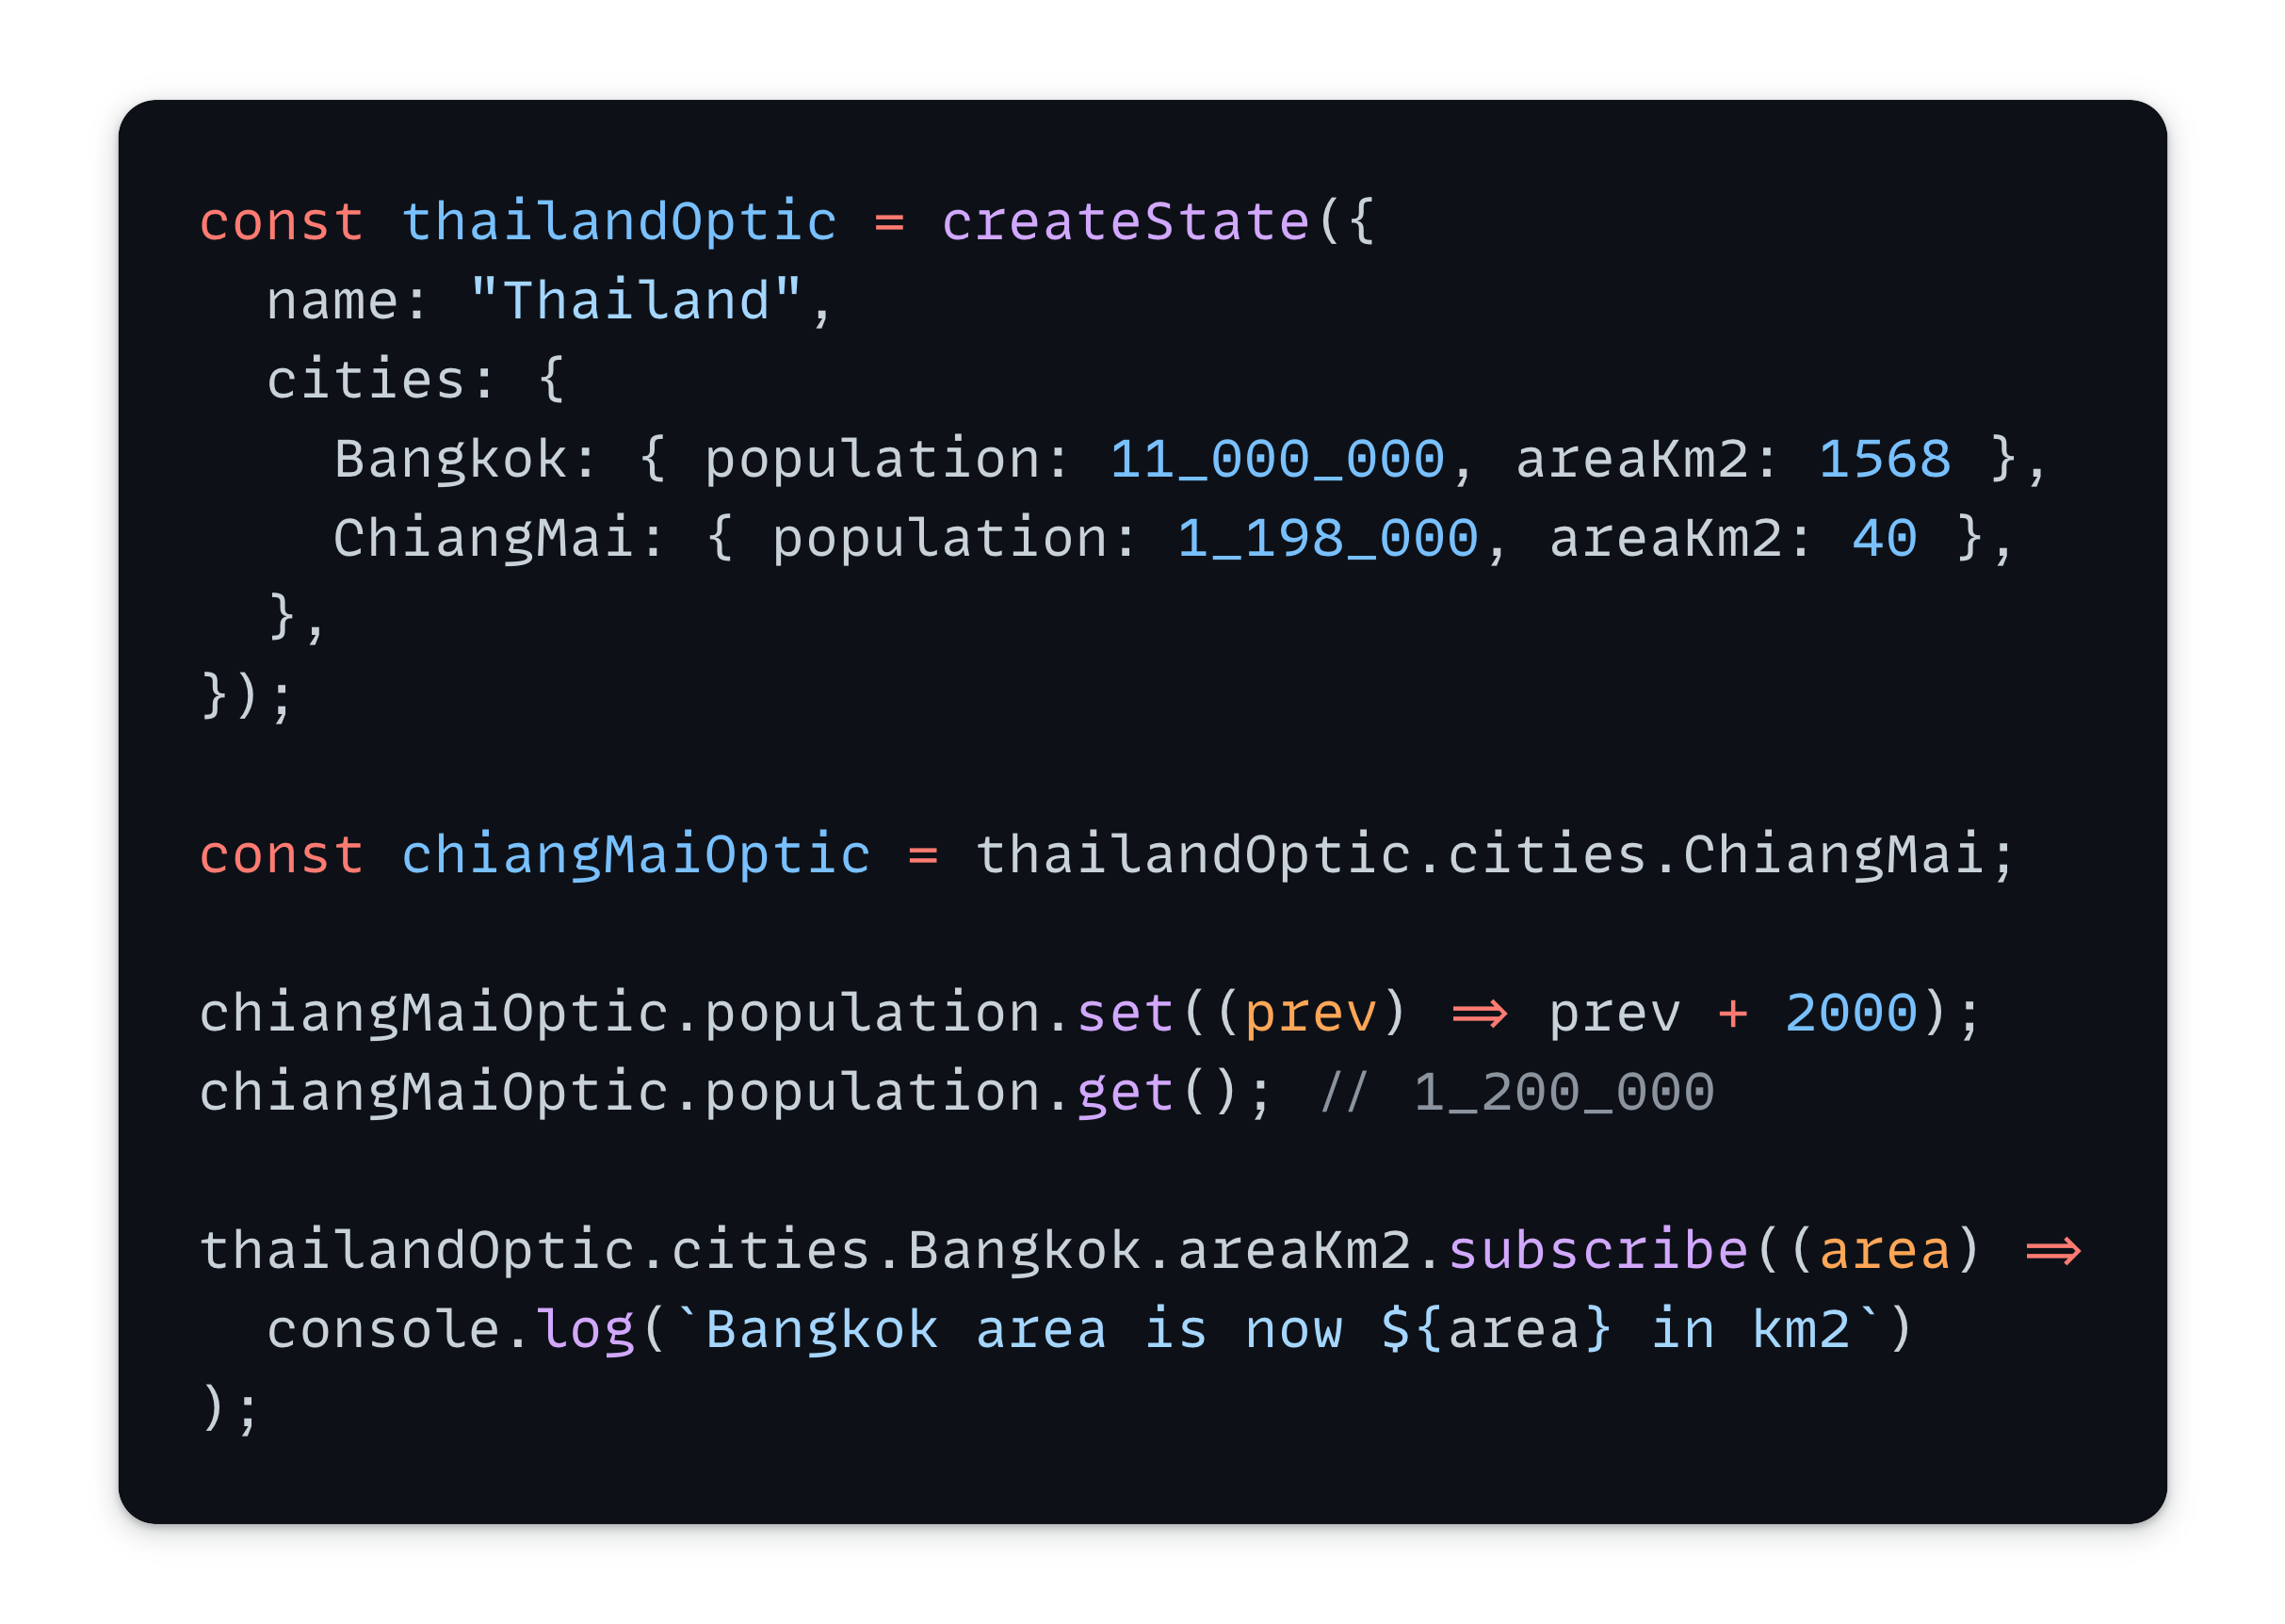 const thailandOptic = createState({
  name: "Thailand",
  cities: {
    Bangkok: { population: 11_000_000, areaKm2: 1568 },
    ChiangMai: { population: 1_198_000, areaKm2: 40 },
  },
});

const chiangMaiOptic = thailandOptic.cities.ChiangMai;

chiangMaiOptic.population.set((prev) => prev + 2000);
chiangMaiOptic.population.get(); // 1_200_000

thailandOptic.cities.Bangkok.areaKm2.subscribe((area) =>
  console.log(`Bangkok area is now ${area} in km2`)
);